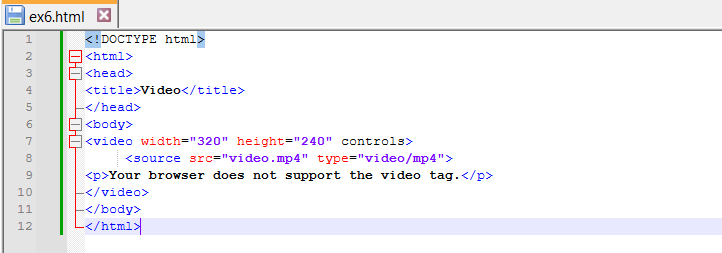 ex6.html
1 <!DOCTYPE html>
2 <html>
3 <head>
4 <title>Video</title>
5 </head>
6 <body>
7 <video width="320" height="240" controls>
8 <source src="video.mp4" type="video/mp4">
9 <p>Your browser does not support the video tag.</p>
10 </video>
11 </body>
12 </html>